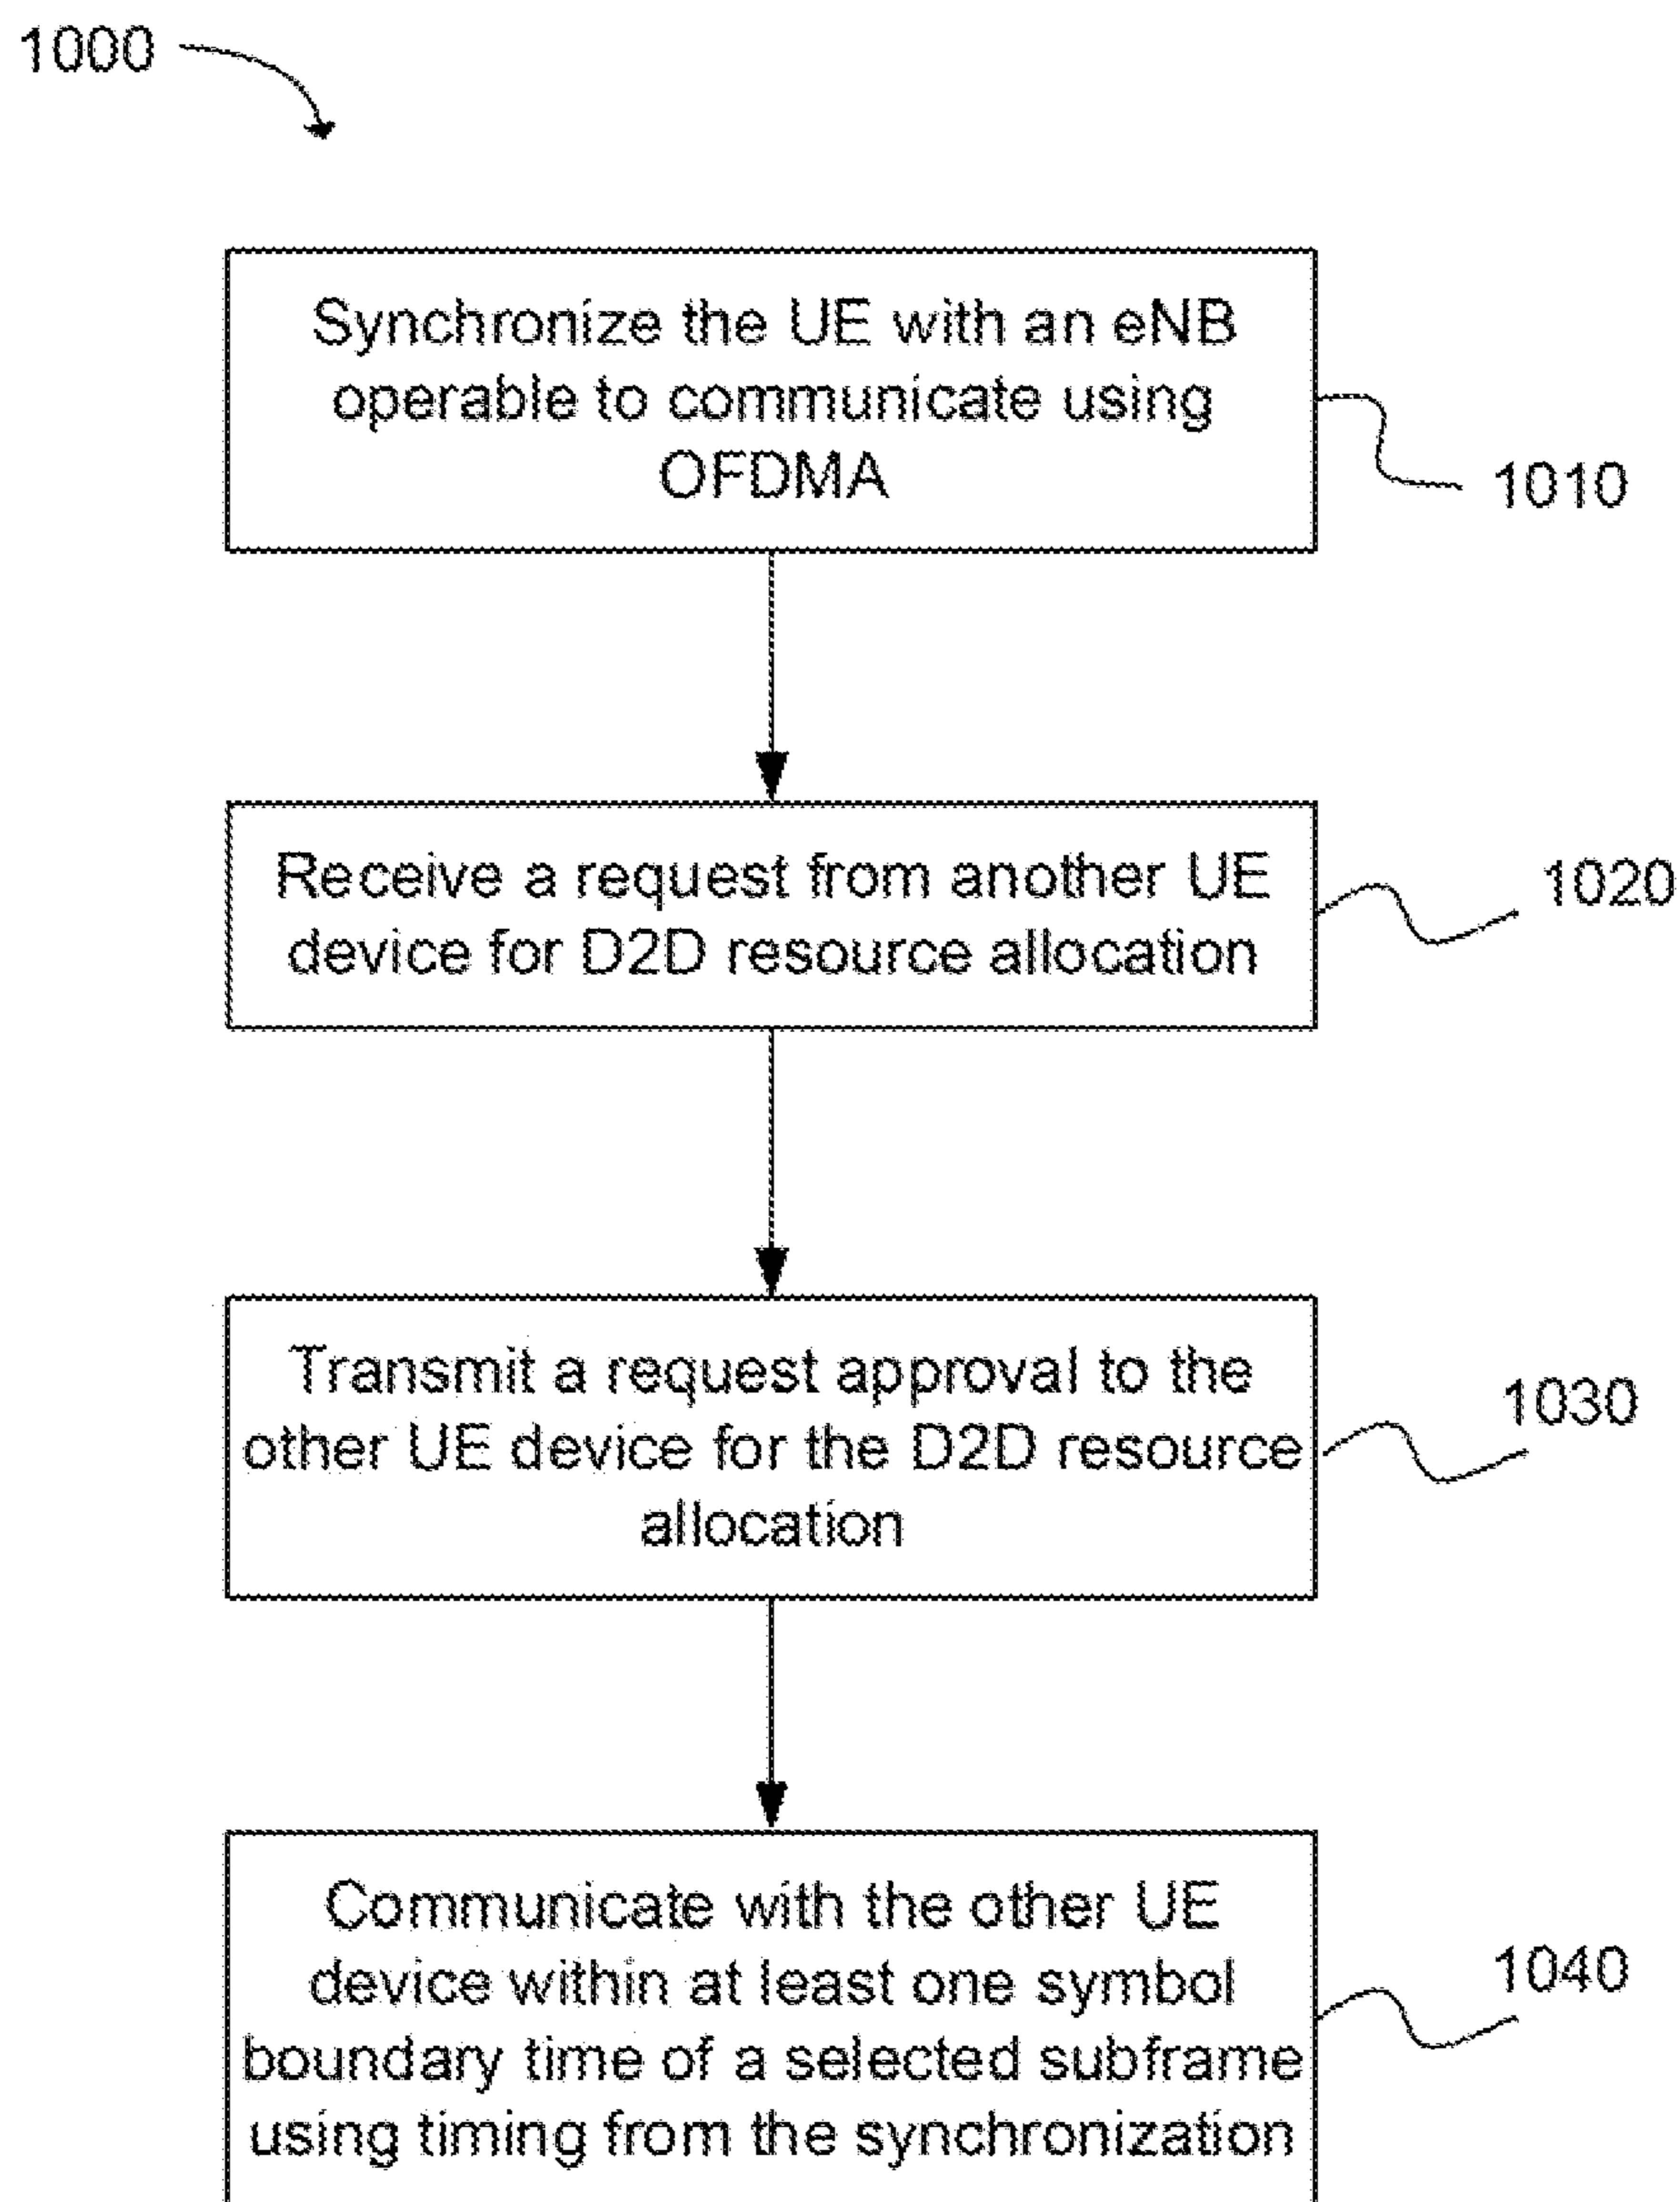 1000
Synchronize the UE with an eNB
operable to communicate using
OFDMA
1010
Receive a request from another UE
device for D2D resource allocation
1020
Transmit a request approval to the
other UE device for the D2D resource
allocation
1030
Communicate with the other UE
device within at least one symbol
boundary time of a selected subframe
using timing from the synchronization
1040